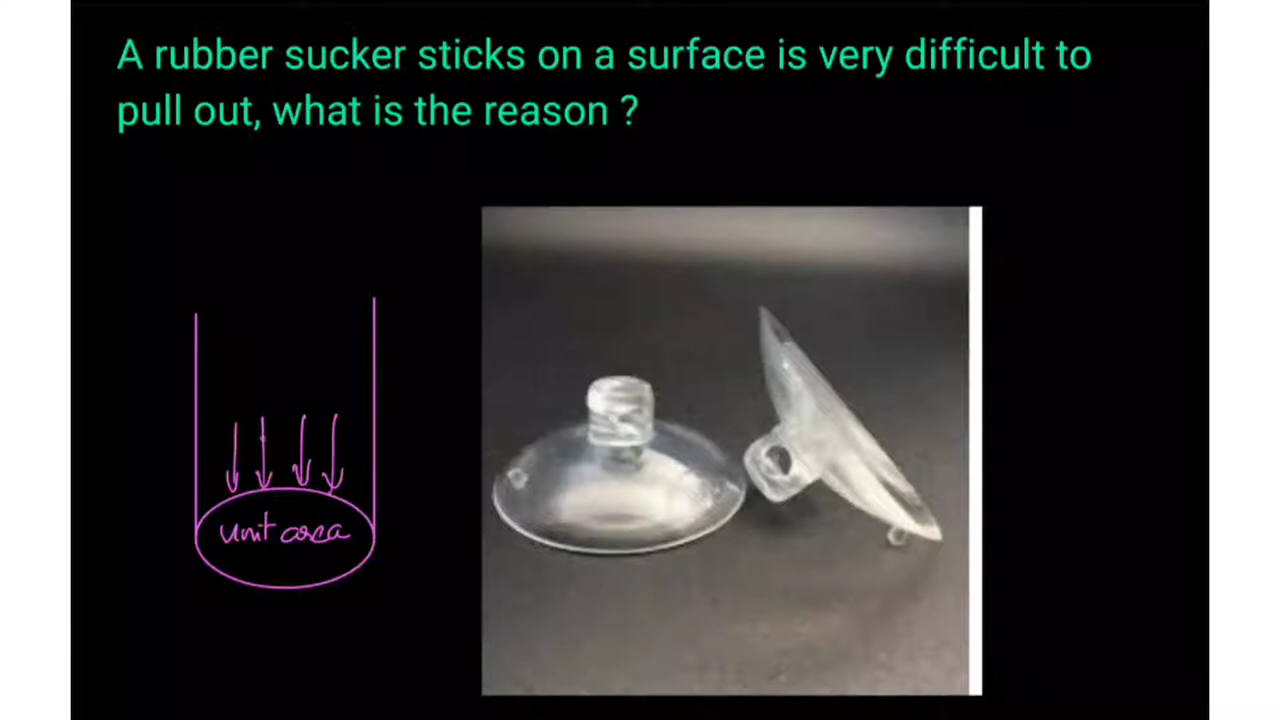 A rubber sucker sticks on a surface is very difficult to
pull out, what is the reason ?
unit area